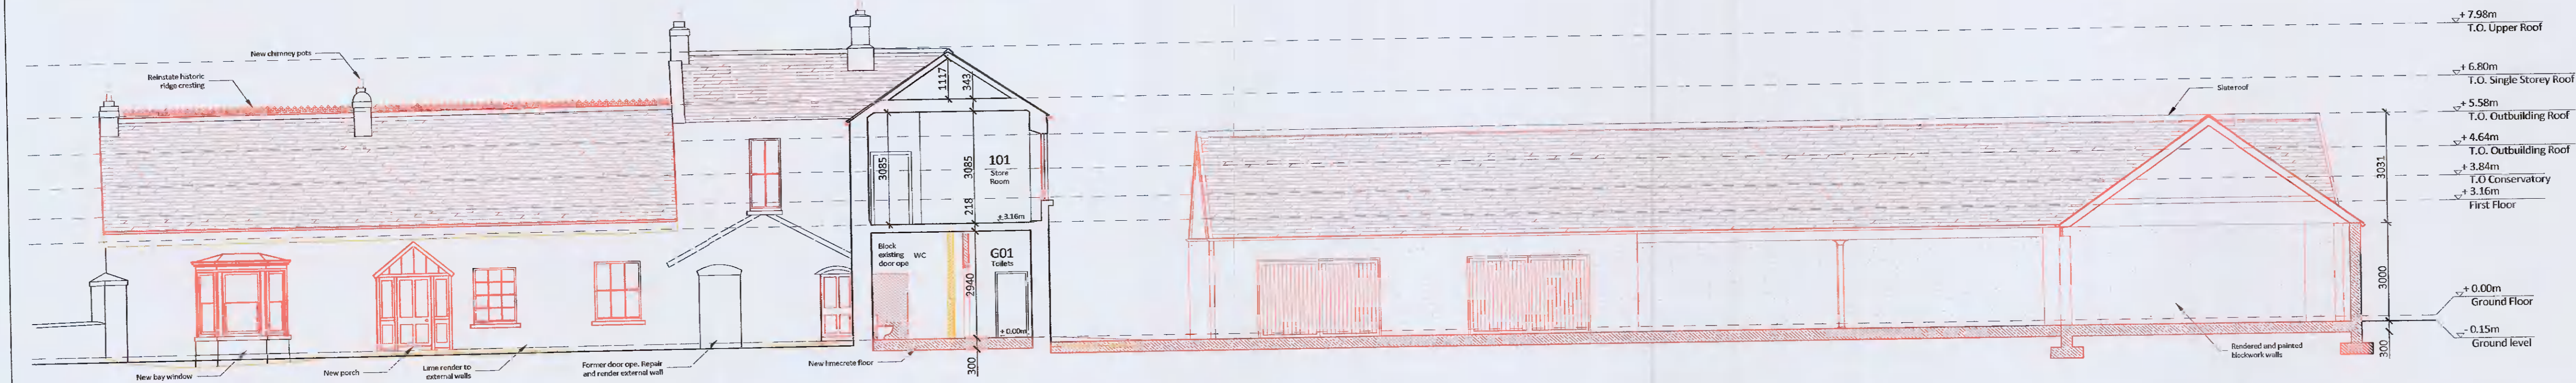 New chimney pots
Reinstate historic
ridge cresting
1117
343
3085
3085
101
Store
Room
218
+3.16m
Block
existing
door ope
WC
G01
Toilets
2940
+0.00m
300
New bay window
New porch
Lime render to
external walls
Former door ope. Repair
and render external wall
New limecrete floor
Slate roof
3031
3000
300
Rendered and painted
blockwork walls
+ 7.98m
T.O. Upper Roof
+ 6.80m
T.O. Single Storey Roof
+ 5.58m
T.O. Outbuilding Roof
+ 4.64m
T.O. Outbuilding Roof
+ 3.84m
T.O Conservatory
+ 3.16m
First Floor
+ 0.00m
Ground Floor
- 0.15m
Ground level